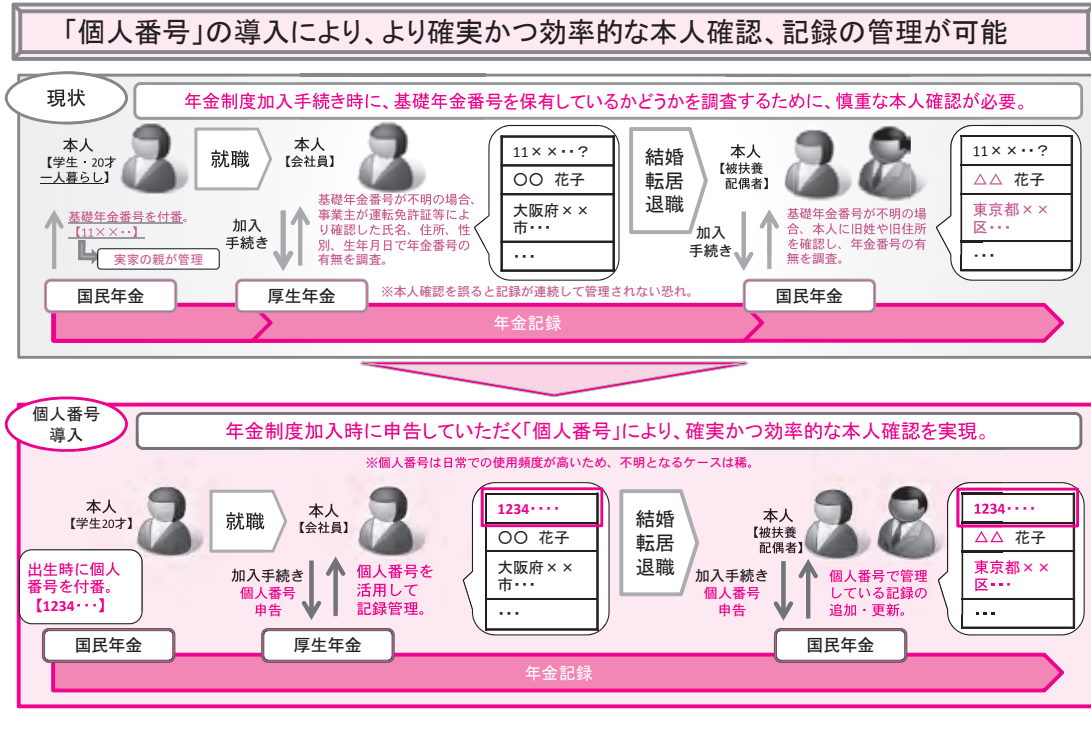 「個人番号」の導入により、より確実かつ効率的な本人確認、記録の管理が可能
現状
年金制度加入手続き時に、基礎年金番号を保有しているかどうかを調査するために、慎重な本人確認が必要。
本人
【学生・20才
一人暮らし】
就職
本人
【会社員】
11××・・？
〇〇 花子
大阪府××
市・・・
・・・
結婚
転居
退職
本人
【被扶養
配偶者】
11××・・？
△△ 花子
東京都××
区・・・
・・・
基礎年金番号を付番。
【11××・・】
実家の親が管理
加入
手続き
基礎年金番号が不明の場合、
事業主が運転免許証等によ
り確認した氏名、住所、性
別、生年月日で年金番号の
有無を調査。
加入
手続き
基礎年金番号が不明の場
合、本人に旧姓や旧住所
を確認し、年金番号の有
無を調査。
国民年金
厚生年金
※本人確認を誤ると記録が連続して管理されない恐れ。
国民年金
年金記録
個人番号
導入
年金制度加入時に申告していただく「個人番号」により、確実かつ効率的な本人確認を実現。
※個人番号は日常での使用頻度が高いため、不明となるケースは稀。
本人
【学生20才】
就職
本人
【会社員】
1234・・・・
〇〇 花子
大阪府××
市・・・
・・・
結婚
転居
退職
本人
【被扶養
配偶者】
1234・・・・
△△ 花子
東京都××
区・・・
・・・
出生時に個人
番号を付番。
【1234・・・】
加入手続き
個人番号
申告
個人番号を
活用して
記録管理。
加入手続き
個人番号
申告
個人番号で管理
している記録の
追加・更新。
国民年金
厚生年金
国民年金
年金記録